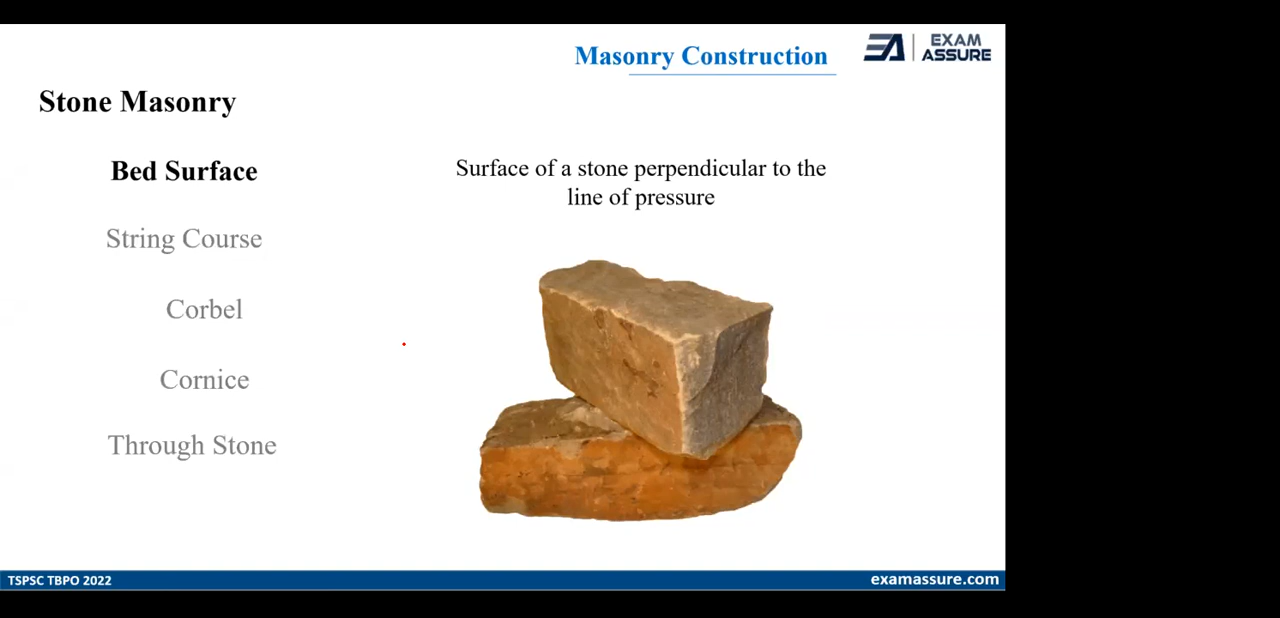 Masonry Construction
EXAM
ASSURE
Stone Masonry
Bed Surface
Surface of a stone perpendicular to the
line of pressure
String Course
Corbel
Cornice
Through Stone
TSPSC TBPO 2022
examassure.com